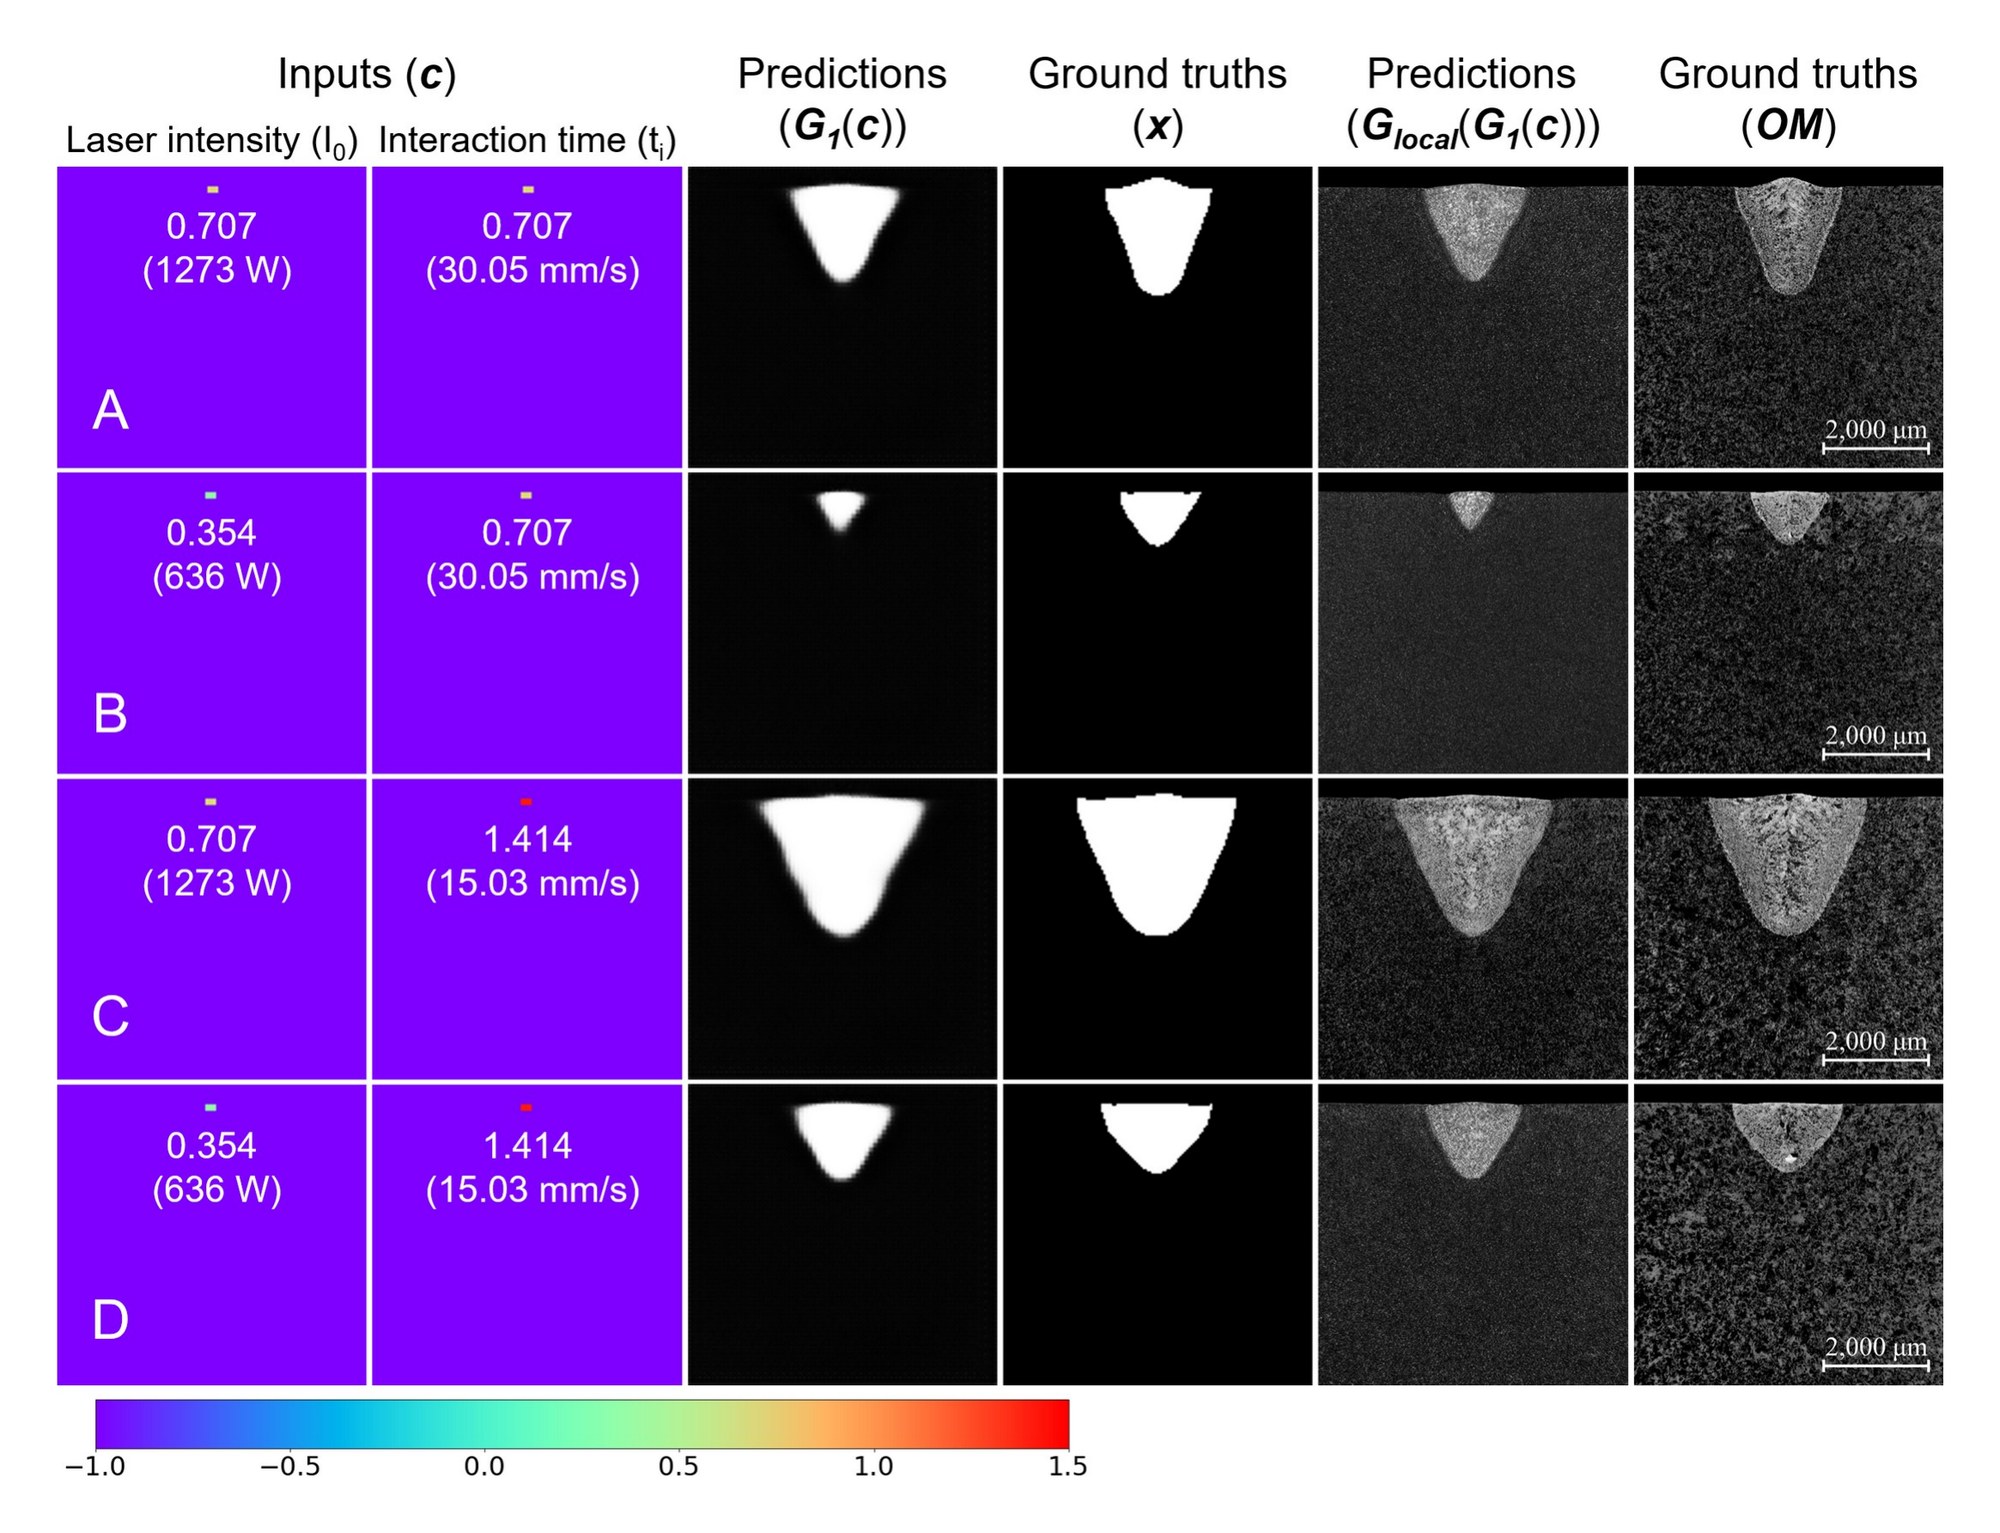 Inputs (c)
Predictions
(G1(c))
Ground truths
(x)
Predictions
(Glocal(G1(c)))
Ground truths
(OM)
Laser intensity (I0)
Interaction time (ti)
0.707
(1273 W)
A
0.707
(30.05 mm/s)
2,000 μm
0.354
(636 W)
B
0.707
(30.05 mm/s)
2,000 μm
0.707
(1273 W)
C
1.414
(15.03 mm/s)
2,000 μm
0.354
(636 W)
D
1.414
(15.03 mm/s)
2,000 μm
−1.0 −0.5 0.0 0.5 1.0 1.5